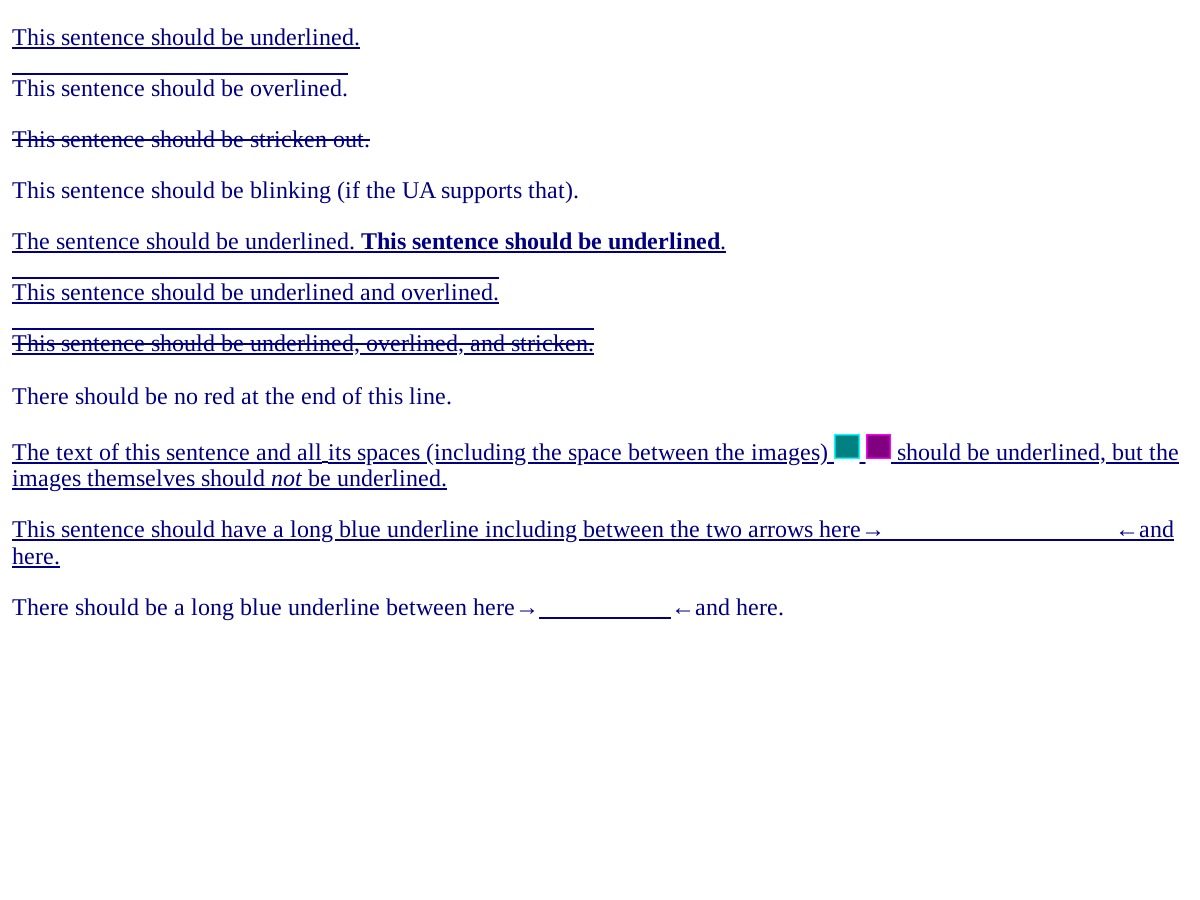 This sentence should be underlined.
This sentence should be overlined.
This sentence should be stricken out.
This sentence should be blinking (if the UA supports that).
The sentence should be underlined. This sentence should be underlined.
This sentence should be underlined and overlined.
This sentence should be underlined, overlined, and stricken.
There should be no red at the end of this line.
The text of this sentence and all its spaces (including the space between the images) should be underlined, but the
images themselves should not be underlined.
This sentence should have a long blue underline including between the two arrows here→ ←and
here.
There should be a long blue underline between here→ ←and here.